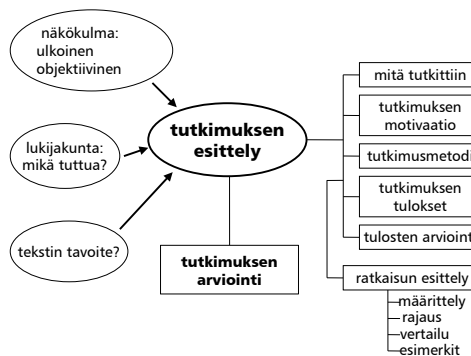 näkökulma:
ulkoinen
objektiivinen
lukijakunta:
mikä tuttua?
tekstin tavoite?
tutkimuksen
esittely
tutkimuksen
arviointi
mitä tutkittiin
tutkimuksen
motivaatio
tutkimusmetodi
tutkimuksen
tulokset
tulosten arviointi
ratkaisun esittely
määrittely
rajaus
vertailu
esimerkit